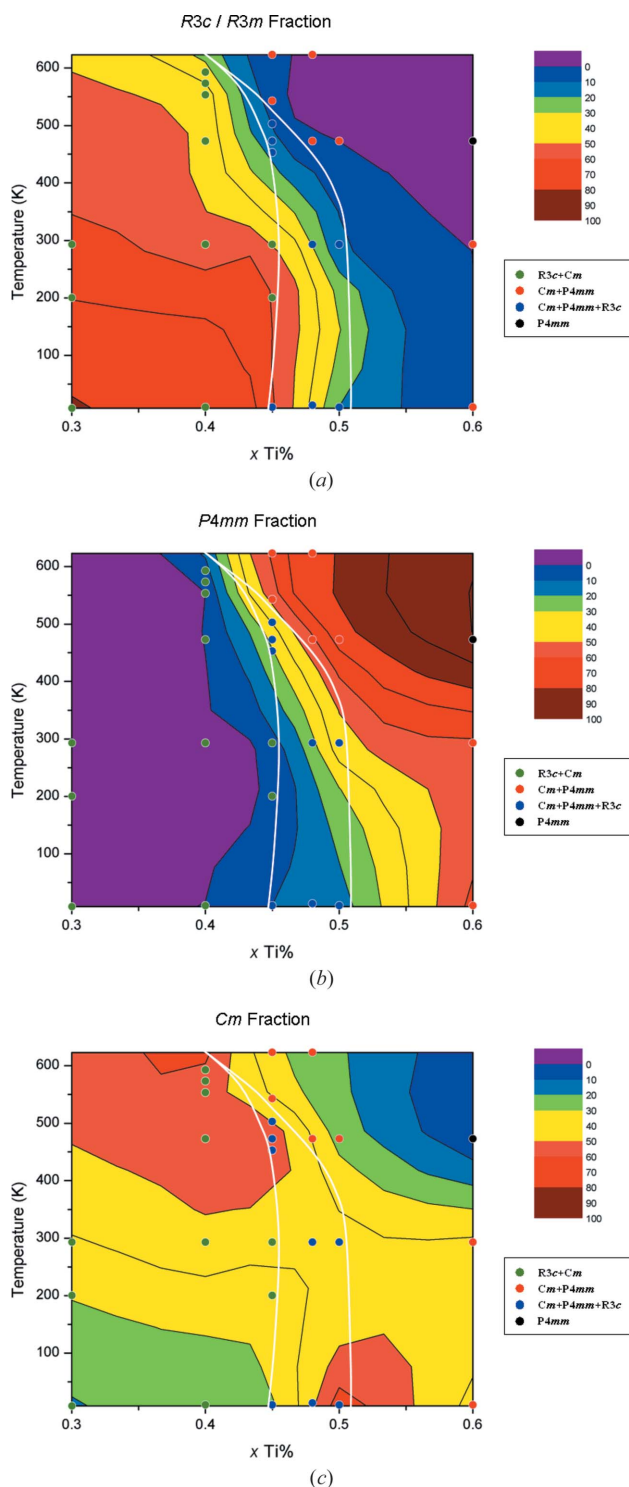 R3c / R3m Fraction
600
500
400
300
200
100
Temperature (K)
0.3
0.4
0.5
0.6
x Ti%
0
10
20
30
40
50
60
70
80
90
100
R3c+Cm
Cm+P4mm
Cm+P4mm+R3c
P4mm
(a)
P4mm Fraction
600
500
400
300
200
100
Temperature (K)
0.3
0.4
0.5
0.6
x Ti%
0
10
20
30
40
50
60
70
80
90
100
R3c+Cm
Cm+P4mm
Cm+P4mm+R3c
P4mm
(b)
Cm Fraction
600
500
400
300
200
100
Temperature (K)
0.3
0.4
0.5
0.6
x Ti%
0
10
20
30
40
50
60
70
80
90
100
R3c+Cm
Cm+P4mm
Cm+P4mm+R3c
P4mm
(c)